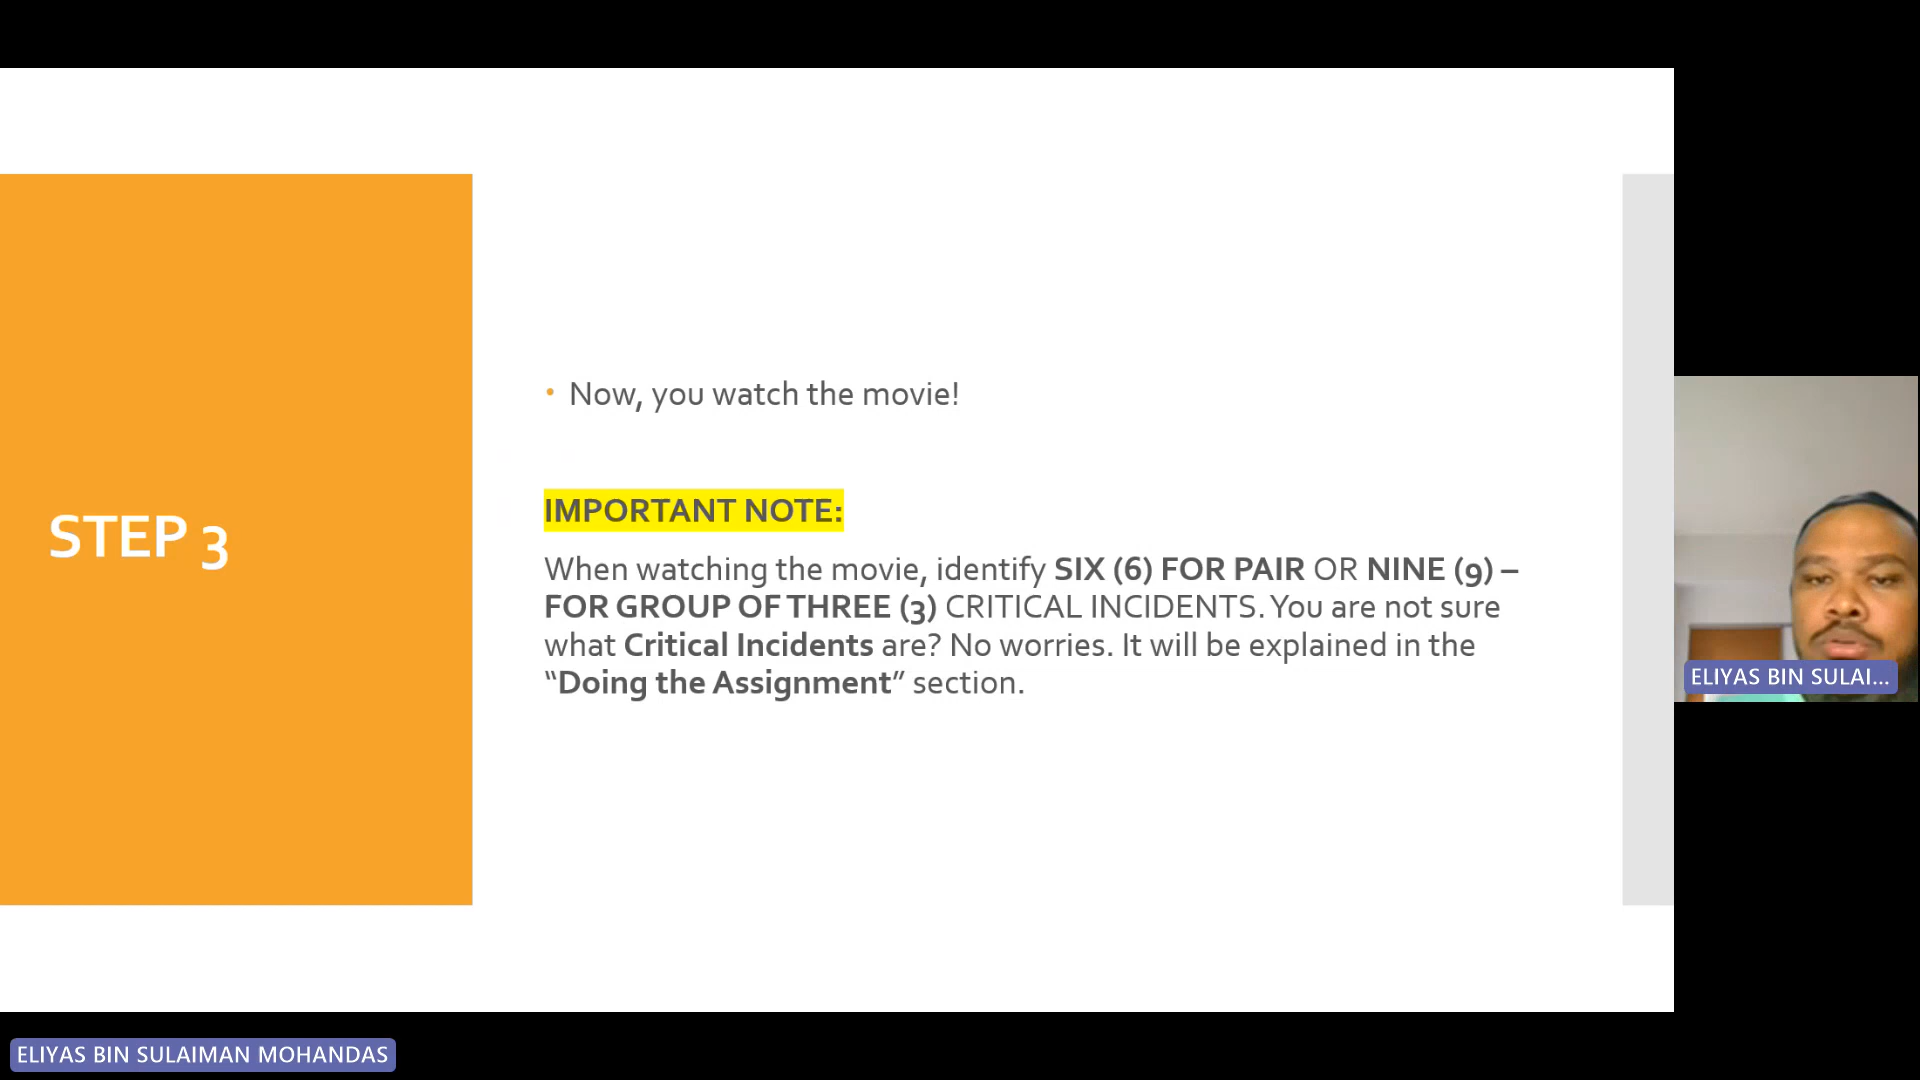 STEP 3
• Now, you watch the movie!
IMPORTANT NOTE:
When watching the movie, identify SIX (6) FOR PAIR OR NINE (9) –
FOR GROUP OF THREE (3) CRITICAL INCIDENTS. You are not sure
what Critical Incidents are? No worries. It will be explained in the
“Doing the Assignment” section.
ELIYAS BIN SULAI...
ELIYAS BIN SULAIMAN MOHANDAS